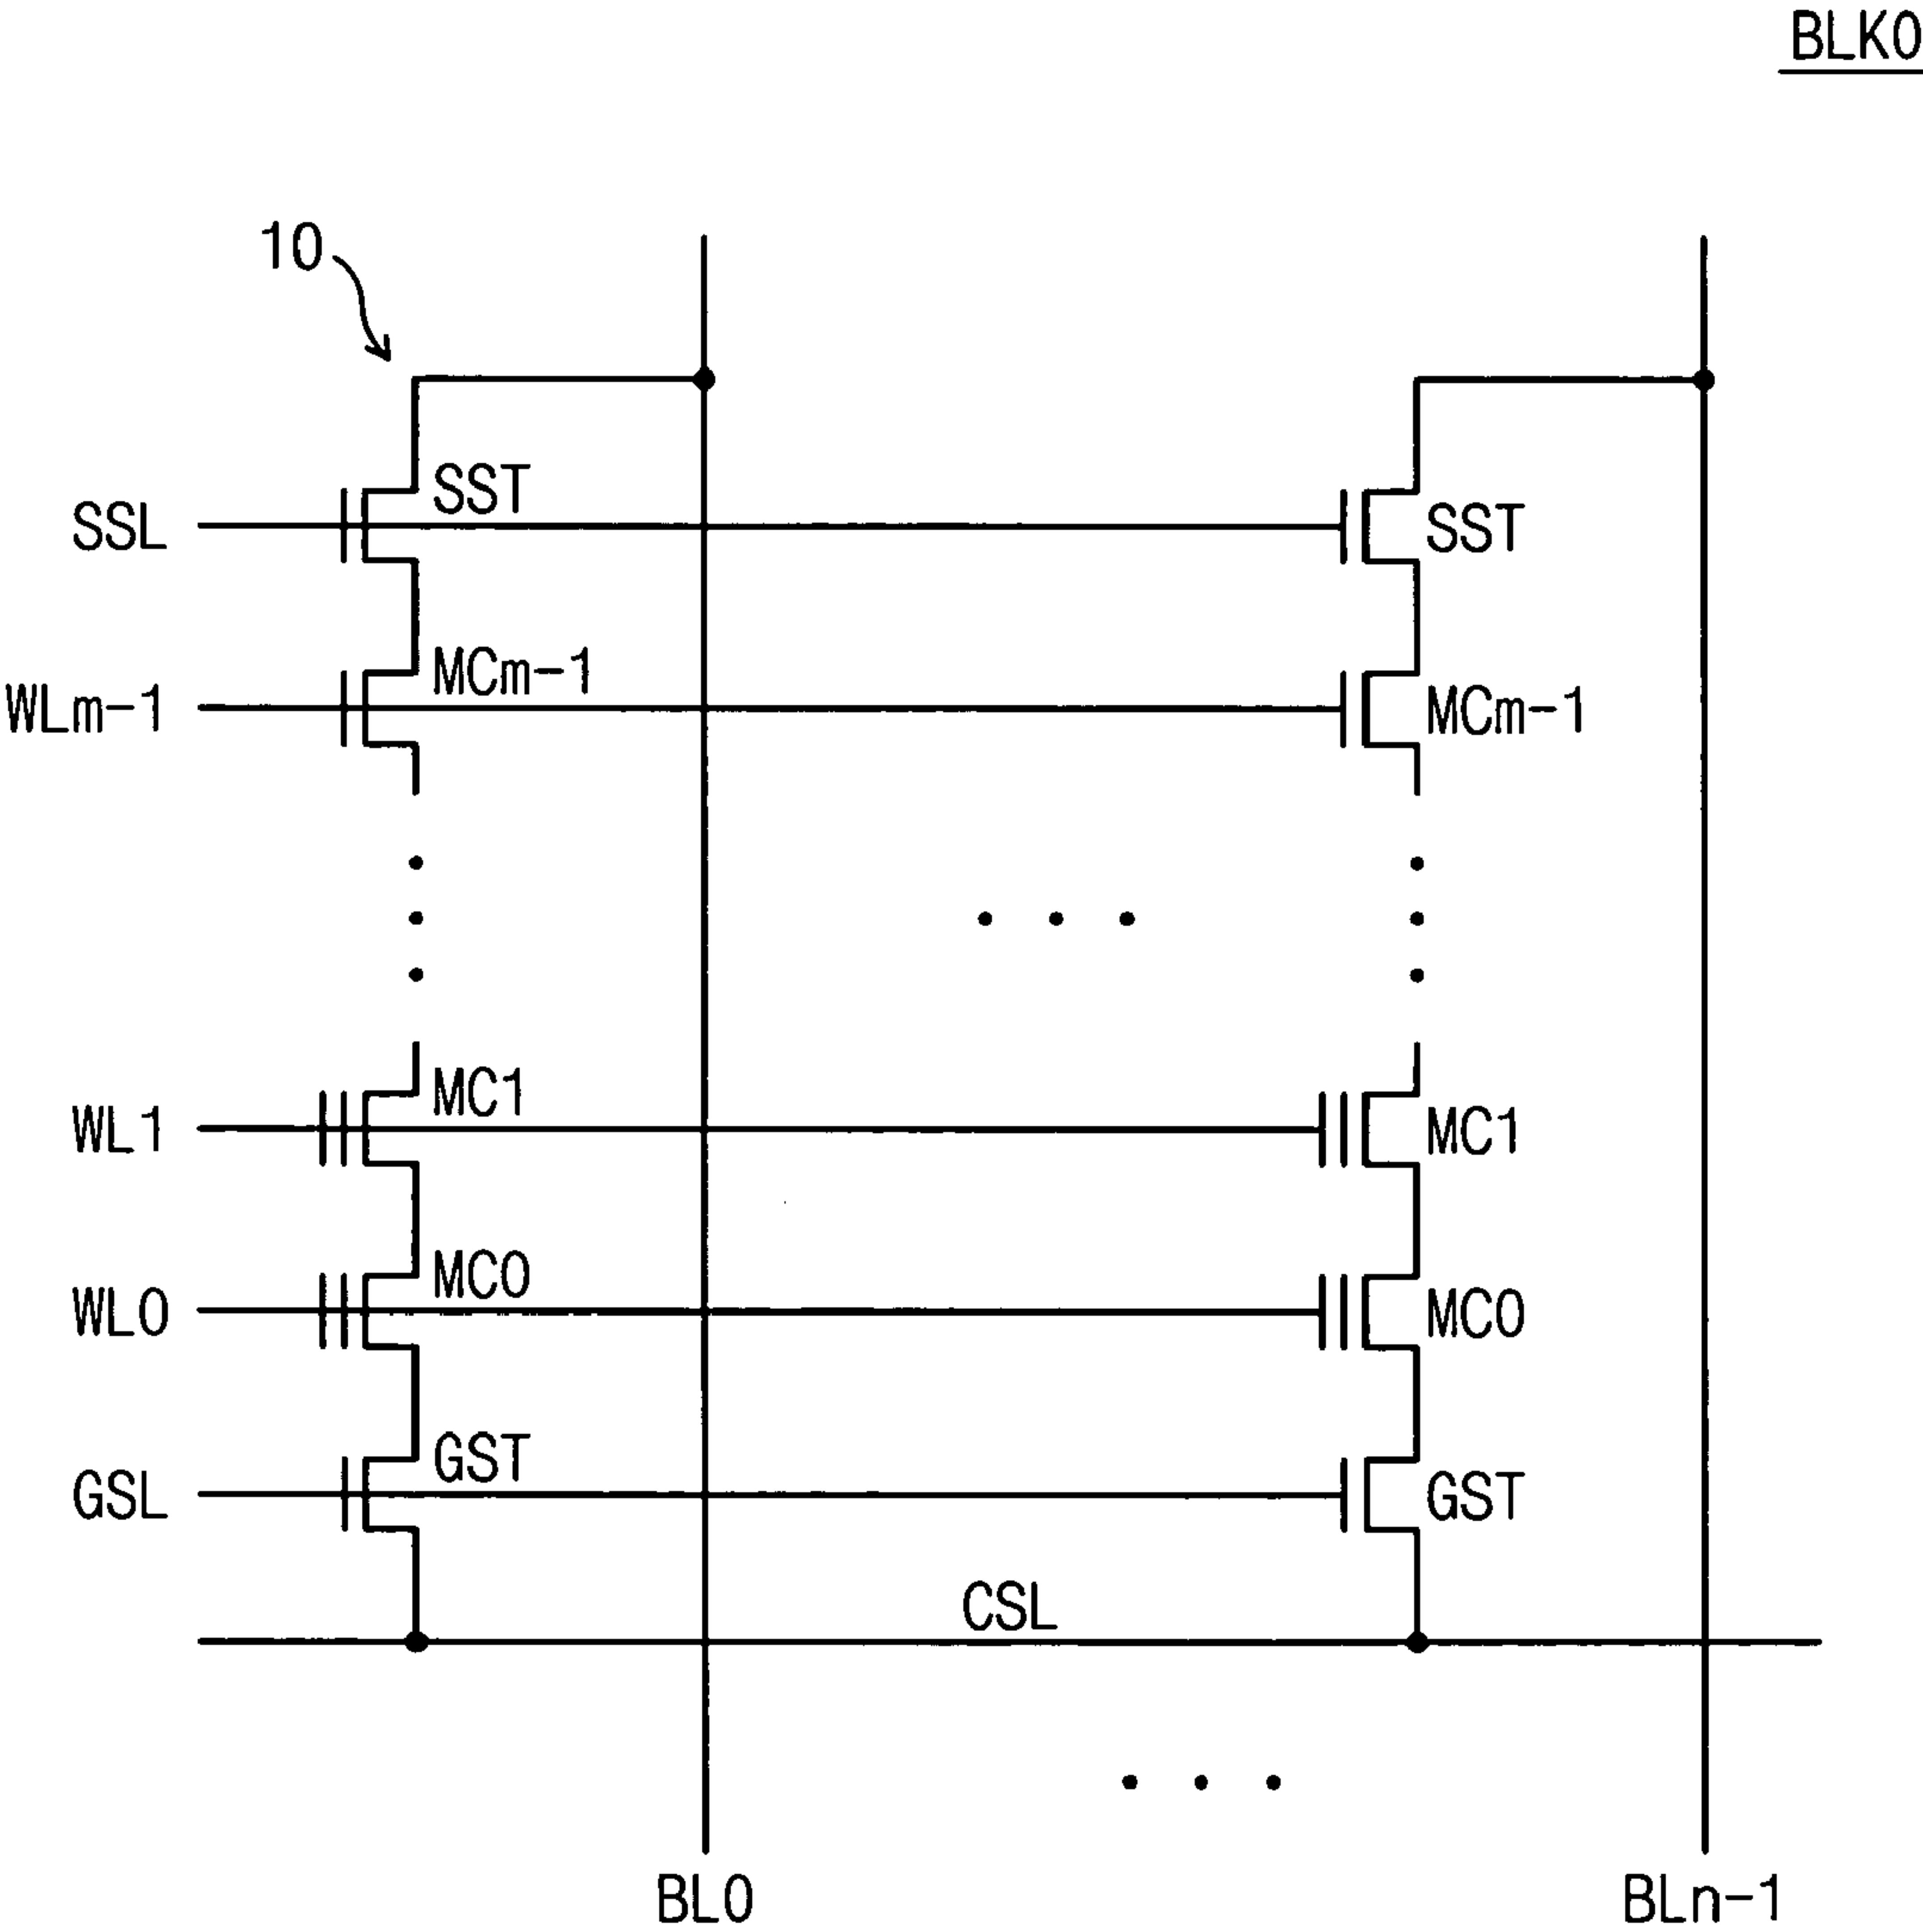 BLK0
10
SSL SST SST
WLm-1 MCm-1 MCm-1
WL1 MC1 MC1
WL0 MC0 MC0
GSL GST GST
CSL
BL0 BLn-1